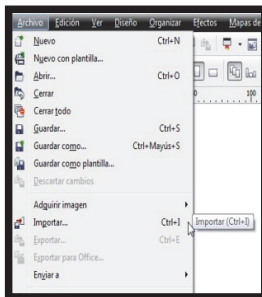 Archivo Edición Ver Diseño Organizar Efectos Mapas de
Nuevo Ctrl+N
Nuevo con plantilla...
Abrir... Ctrl+O
Cerrar
Cerrar todo
Guardar... Ctrl+S
Guardar como... Ctrl+Mayús+S
Guardar como plantilla...
Descartar cambios
Adquirir imagen
Importar... Ctrl+I
Importar (Ctrl+I)
Exportar... Ctrl+E
Exportar para Office...
Enviar a
0 100